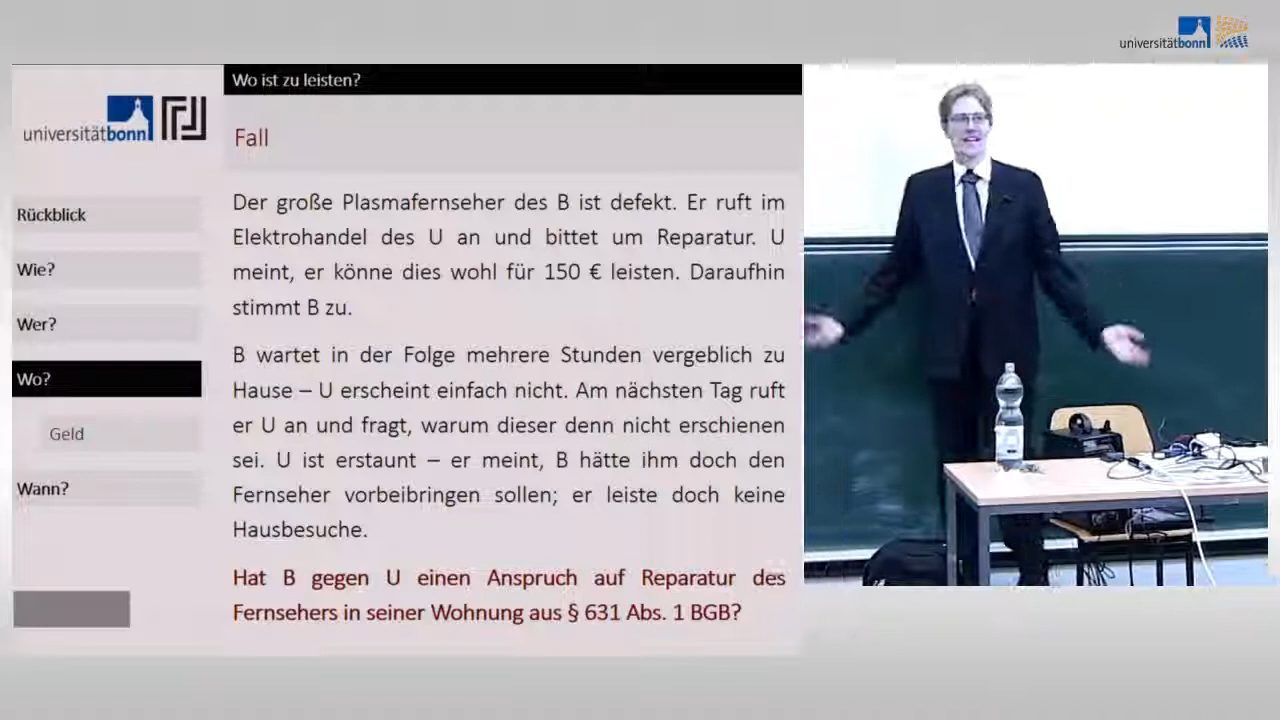 universitätbonn
Wo ist zu leisten?
universitätbonn
Fall
Rückblick
Wie?
Wer?
Wo?
Geld
Wann?
Der große Plasmafernseher des B ist defekt. Er ruft im
Elektrohandel des U an und bittet um Reparatur. U
meint, er könne dies wohl für 150 € leisten. Daraufhin
stimmt B zu.
B wartet in der Folge mehrere Stunden vergeblich zu
Hause – U erscheint einfach nicht. Am nächsten Tag ruft
er U an und fragt, warum dieser denn nicht erschienen
sei. U ist erstaunt – er meint, B hätte ihm doch den
Fernseher vorbeibringen sollen; er leiste doch keine
Hausbesuche.
Hat B gegen U einen Anspruch auf Reparatur des
Fernsehers in seiner Wohnung aus § 631 Abs. 1 BGB?